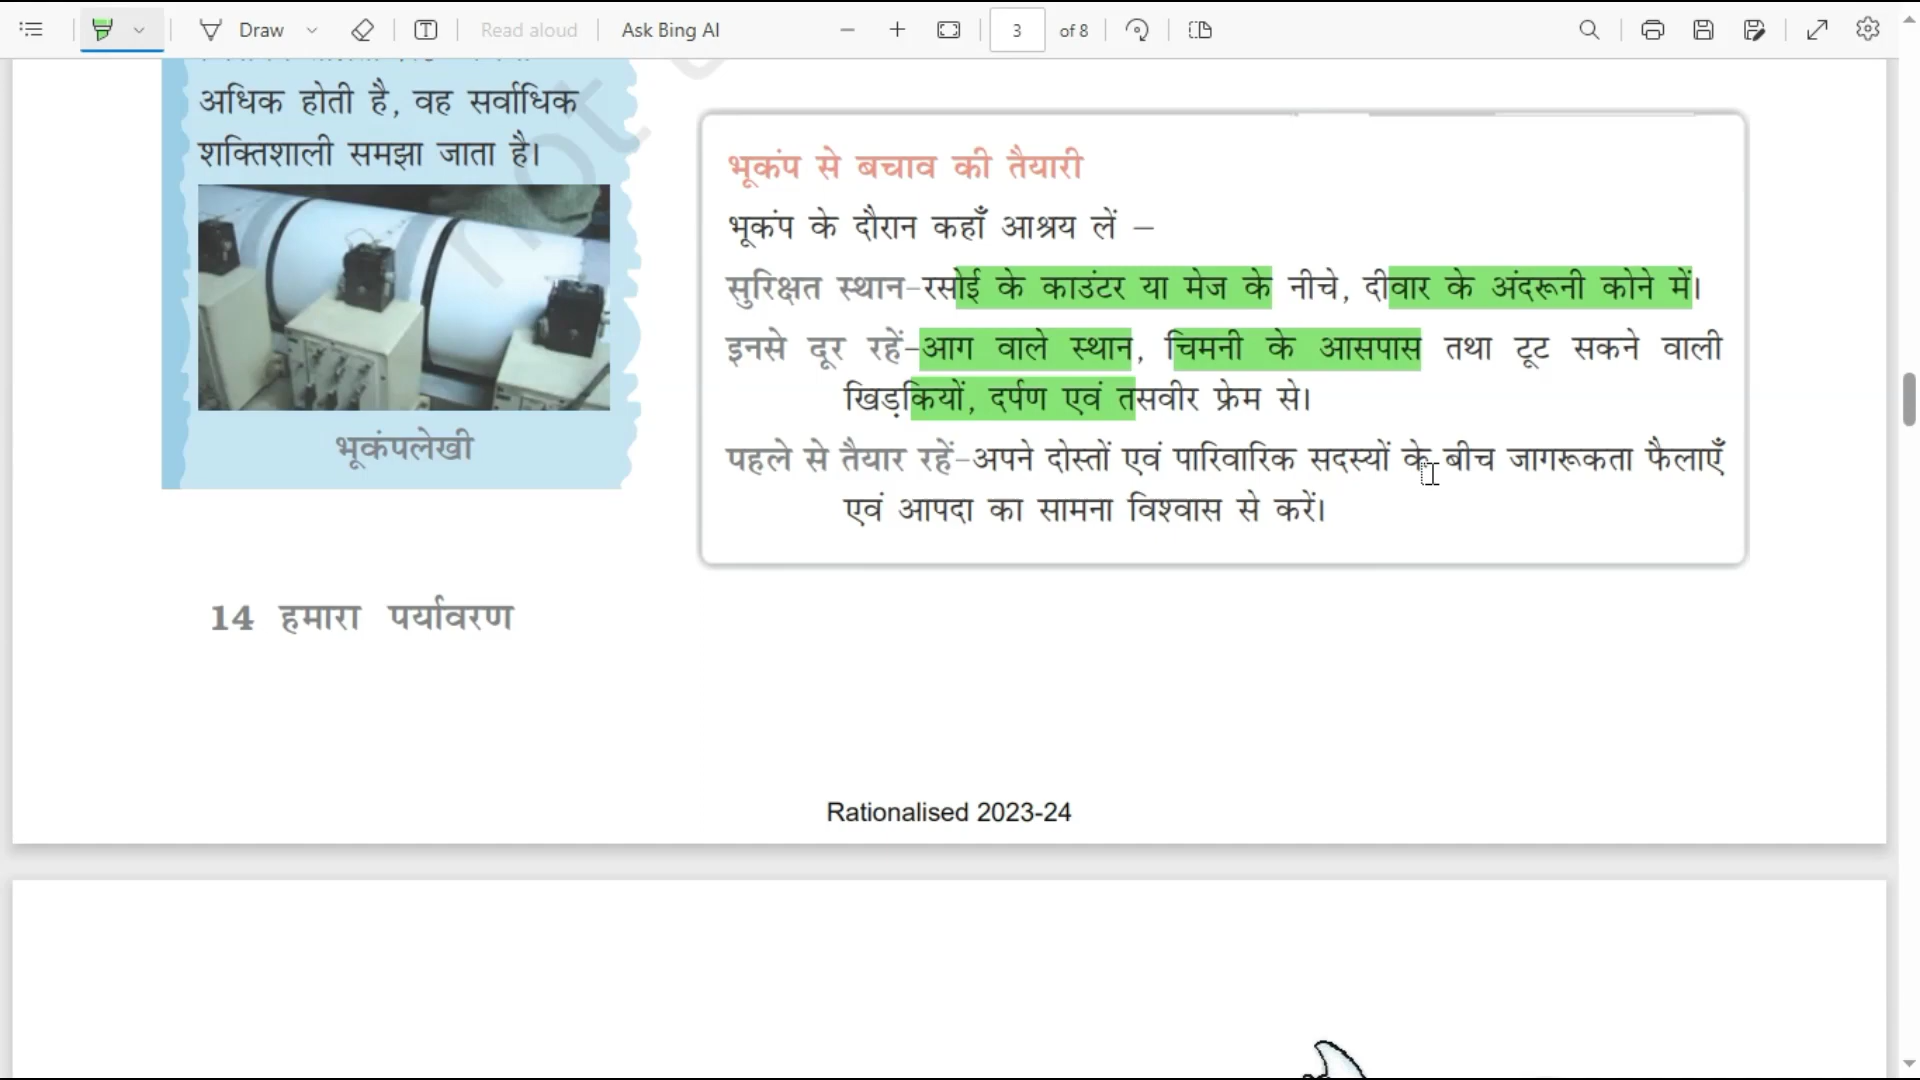 Draw
Read aloud
Ask Bing AI
3
of 8
अधिक होती है, वह सर्वाधिक
शक्तिशाली समझा जाता है।
भूकंपलेखी
not
भूकंप से बचाव की तैयारी
भूकंप के दौरान कहाँ आश्रय लें –
सुरिक्षत स्थान–रसोई के काउंटर या मेज के नीचे, दीवार के अंदरूनी कोने में।
इनसे दूर रहें–आग वाले स्थान, चिमनी के आसपास तथा टूट सकने वाली
खिड़कियों, दर्पण एवं तसवीर फ्रेम से।
पहले से तैयार रहें–अपने दोस्तों एवं पारिवारिक सदस्यों के बीच जागरूकता फैलाएँ
एवं आपदा का सामना विश्वास से करें।
14 हमारा पर्यावरण
Rationalised 2023-24